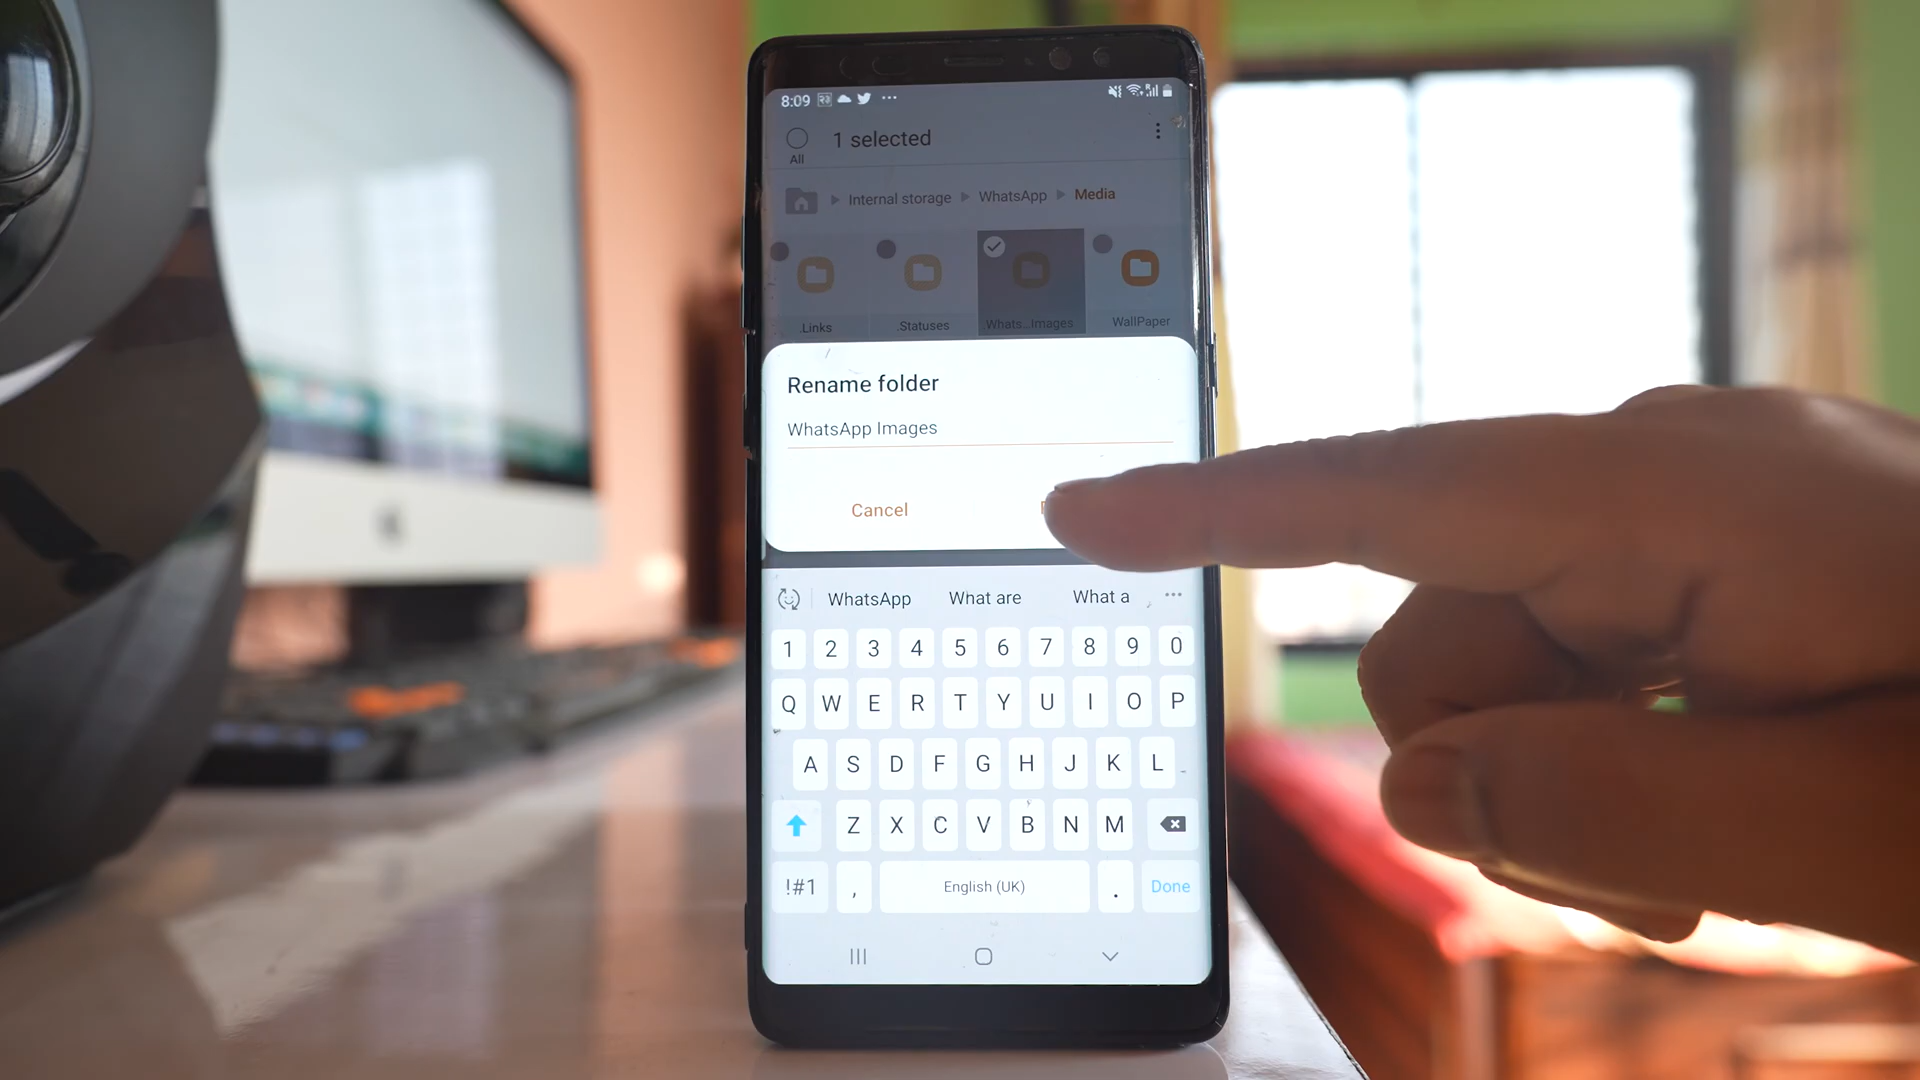 8:09
1 selected
All
Internal storage WhatsApp Media
.Links .Statuses Whats...Images WallPaper
Rename folder
WhatsApp Images
Cancel
WhatsApp What are What a
1 2 3 4 5 6 7 8 9 0
Q W E R T Y U I O P
A S D F G H J K L
Z X C V B N M
!#1 , English (UK) . Done